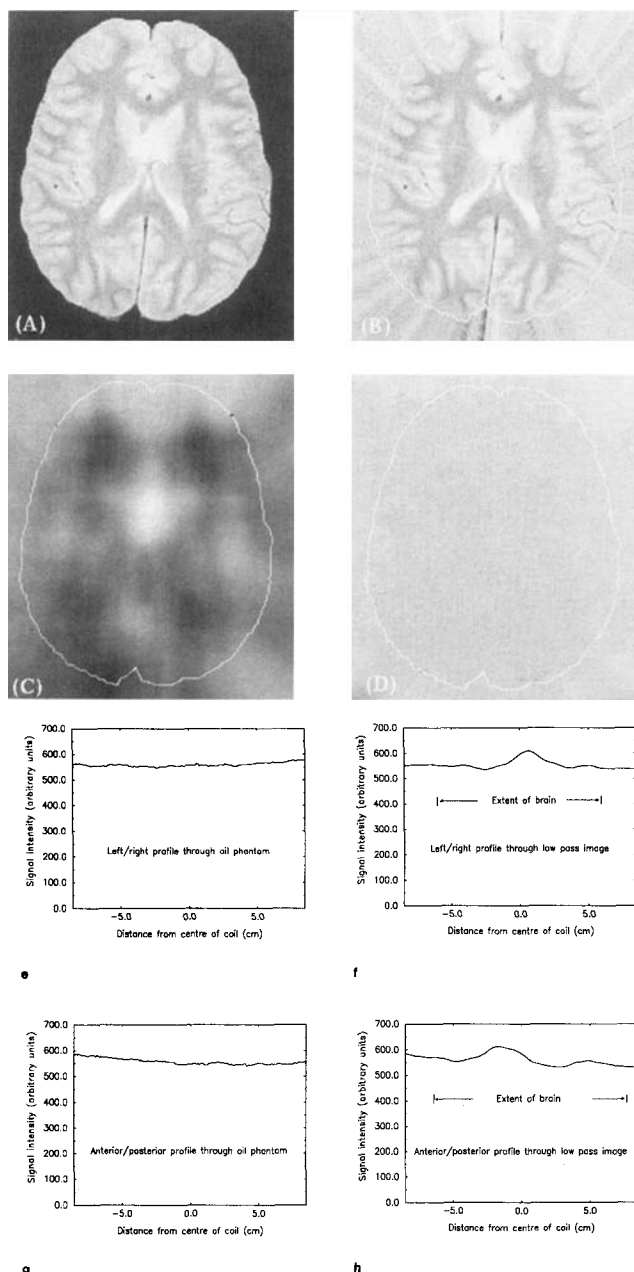 (A)
(B)
(C)
(D)
700.0
600.0
500.0
400.0
300.0
200.0
100.0
0.0
Signal intensity (arbitrary units)
Left/right profile through oil phantom
-5.0
0.0
5.0
Distance from centre of coil (cm)
e
700.0
600.0
500.0
400.0
300.0
200.0
100.0
0.0
Signal intensity (arbitrary units)
Extent of brain
Left/right profile through low pass image
-5.0
0.0
5.0
Distance from centre of coil (cm)
f
700.0
600.0
500.0
400.0
300.0
200.0
100.0
0.0
Signal intensity (arbitrary units)
Anterior/posterior profile through oil phantom
-5.0
0.0
5.0
Distance from centre of coil (cm)
g
700.0
600.0
500.0
400.0
300.0
200.0
100.0
0.0
Signal intensity (arbitrary units)
Extent of brain
Anterior/posterior profile through low pass image
-5.0
0.0
5.0
Distance from centre of coil (cm)
h